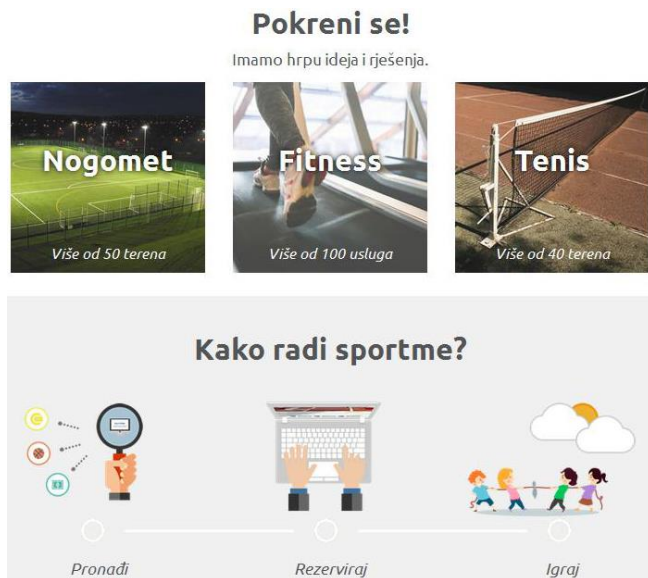 Pokreni se!
Imamo hrpu ideja i rješenja.
Nogomet
Više od 50 terena
Fitness
Više od 100 usluga
Tenis
Više od 40 terena
Kako radi sportme?
Pronađi
Rezerviraj
Igraj